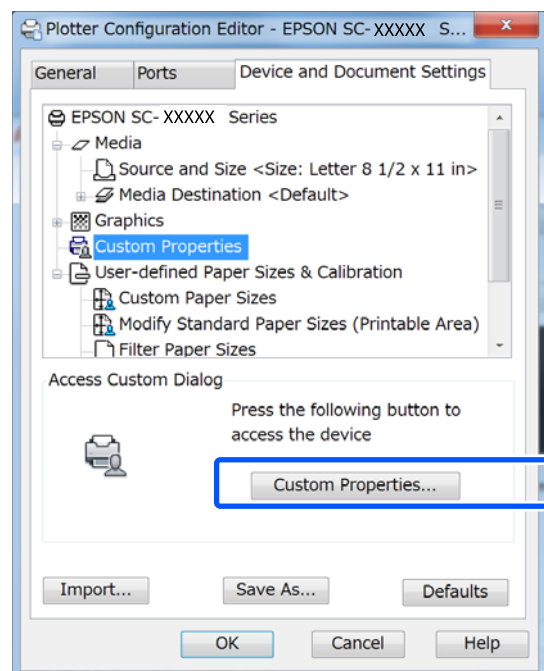 Plotter Configuration Editor - EPSON SC-XXXXX S...
General Ports Device and Document Settings
EPSON SC-XXXXX Series
Media
Source and Size <Size: Letter 8 1/2 x 11 in>
Media Destination <Default>
Graphics
Custom Properties
User-defined Paper Sizes & Calibration
Custom Paper Sizes
Modify Standard Paper Sizes (Printable Area)
Filter Paper Sizes
Access Custom Dialog
Press the following button to
access the device
Custom Properties...
Import... Save As... Defaults
OK Cancel Help